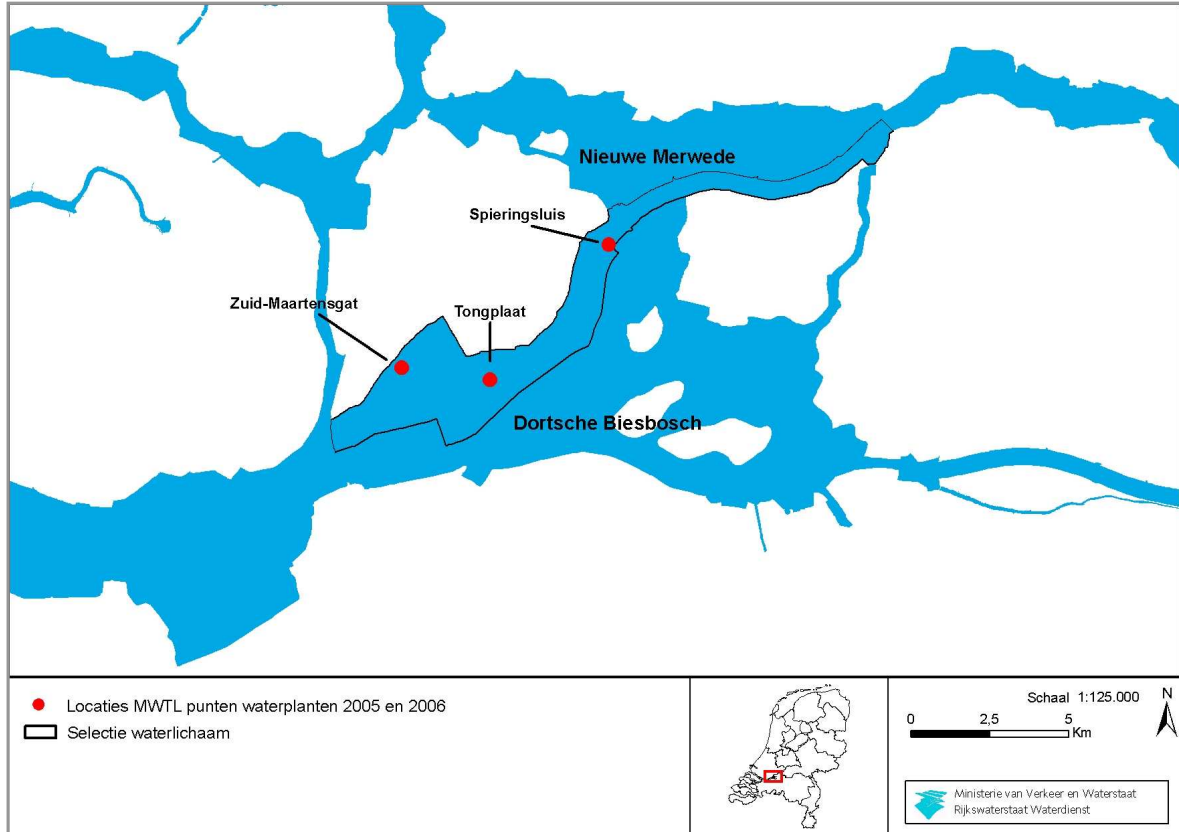 Nieuwe Merwede
Spieringsluis
Zuid-Maartensgat
Tongplaat
Dortsche Biesbosch
Locaties MWTL punten waterplanten 2005 en 2006
Selectie waterlichaam
Schaal 1:125.000
N
0 2,5 5
Km
Ministerie van Verkeer en Waterstaat
Rijkswaterstaat Waterdienst